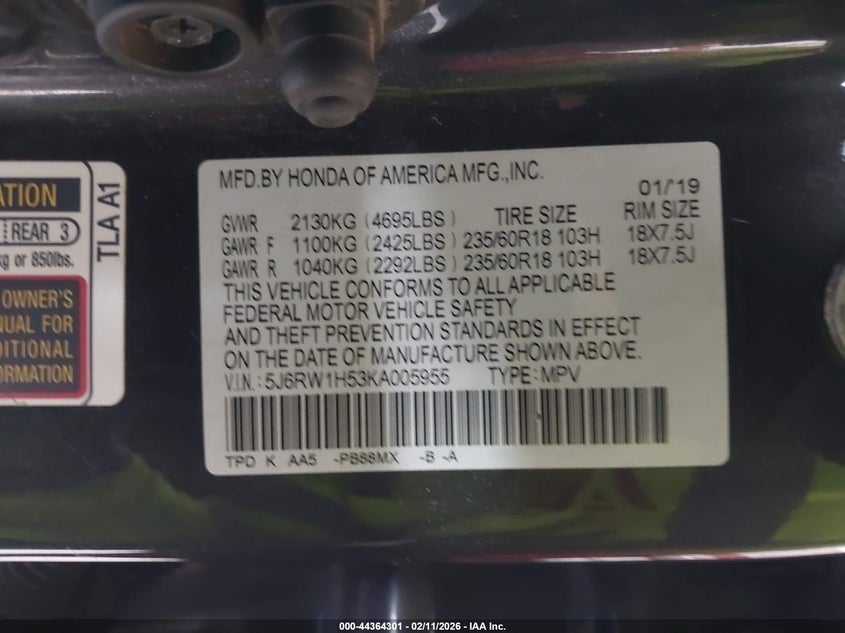 ATION
REAR 3
kg or 850lbs.
OWNER'S
NUAL FOR
DITIONAL
ORMATION
TLA A1
MFD.BY HONDA OF AMERICA MFG.,INC.
01/19
GVWR 2130KG (4695LBS) TIRE SIZE RIM SIZE
GAWR F 1100KG (2425LBS) 235/60R18 103H 18X7.5J
GAWR R 1040KG (2292LBS) 235/60R18 103H 18X7.5J
THIS VEHICLE CONFORMS TO ALL APPLICABLE
FEDERAL MOTOR VEHICLE SAFETY
AND THEFT PREVENTION STANDARDS IN EFFECT
ON THE DATE OF MANUFACTURE SHOWN ABOVE.
V.I.N.: 5J6RW1H53KA005955 TYPE: MPV
TPD K AA5 -PB88MX -B -A
000-44364301 - 02/11/2026 - IAA Inc.